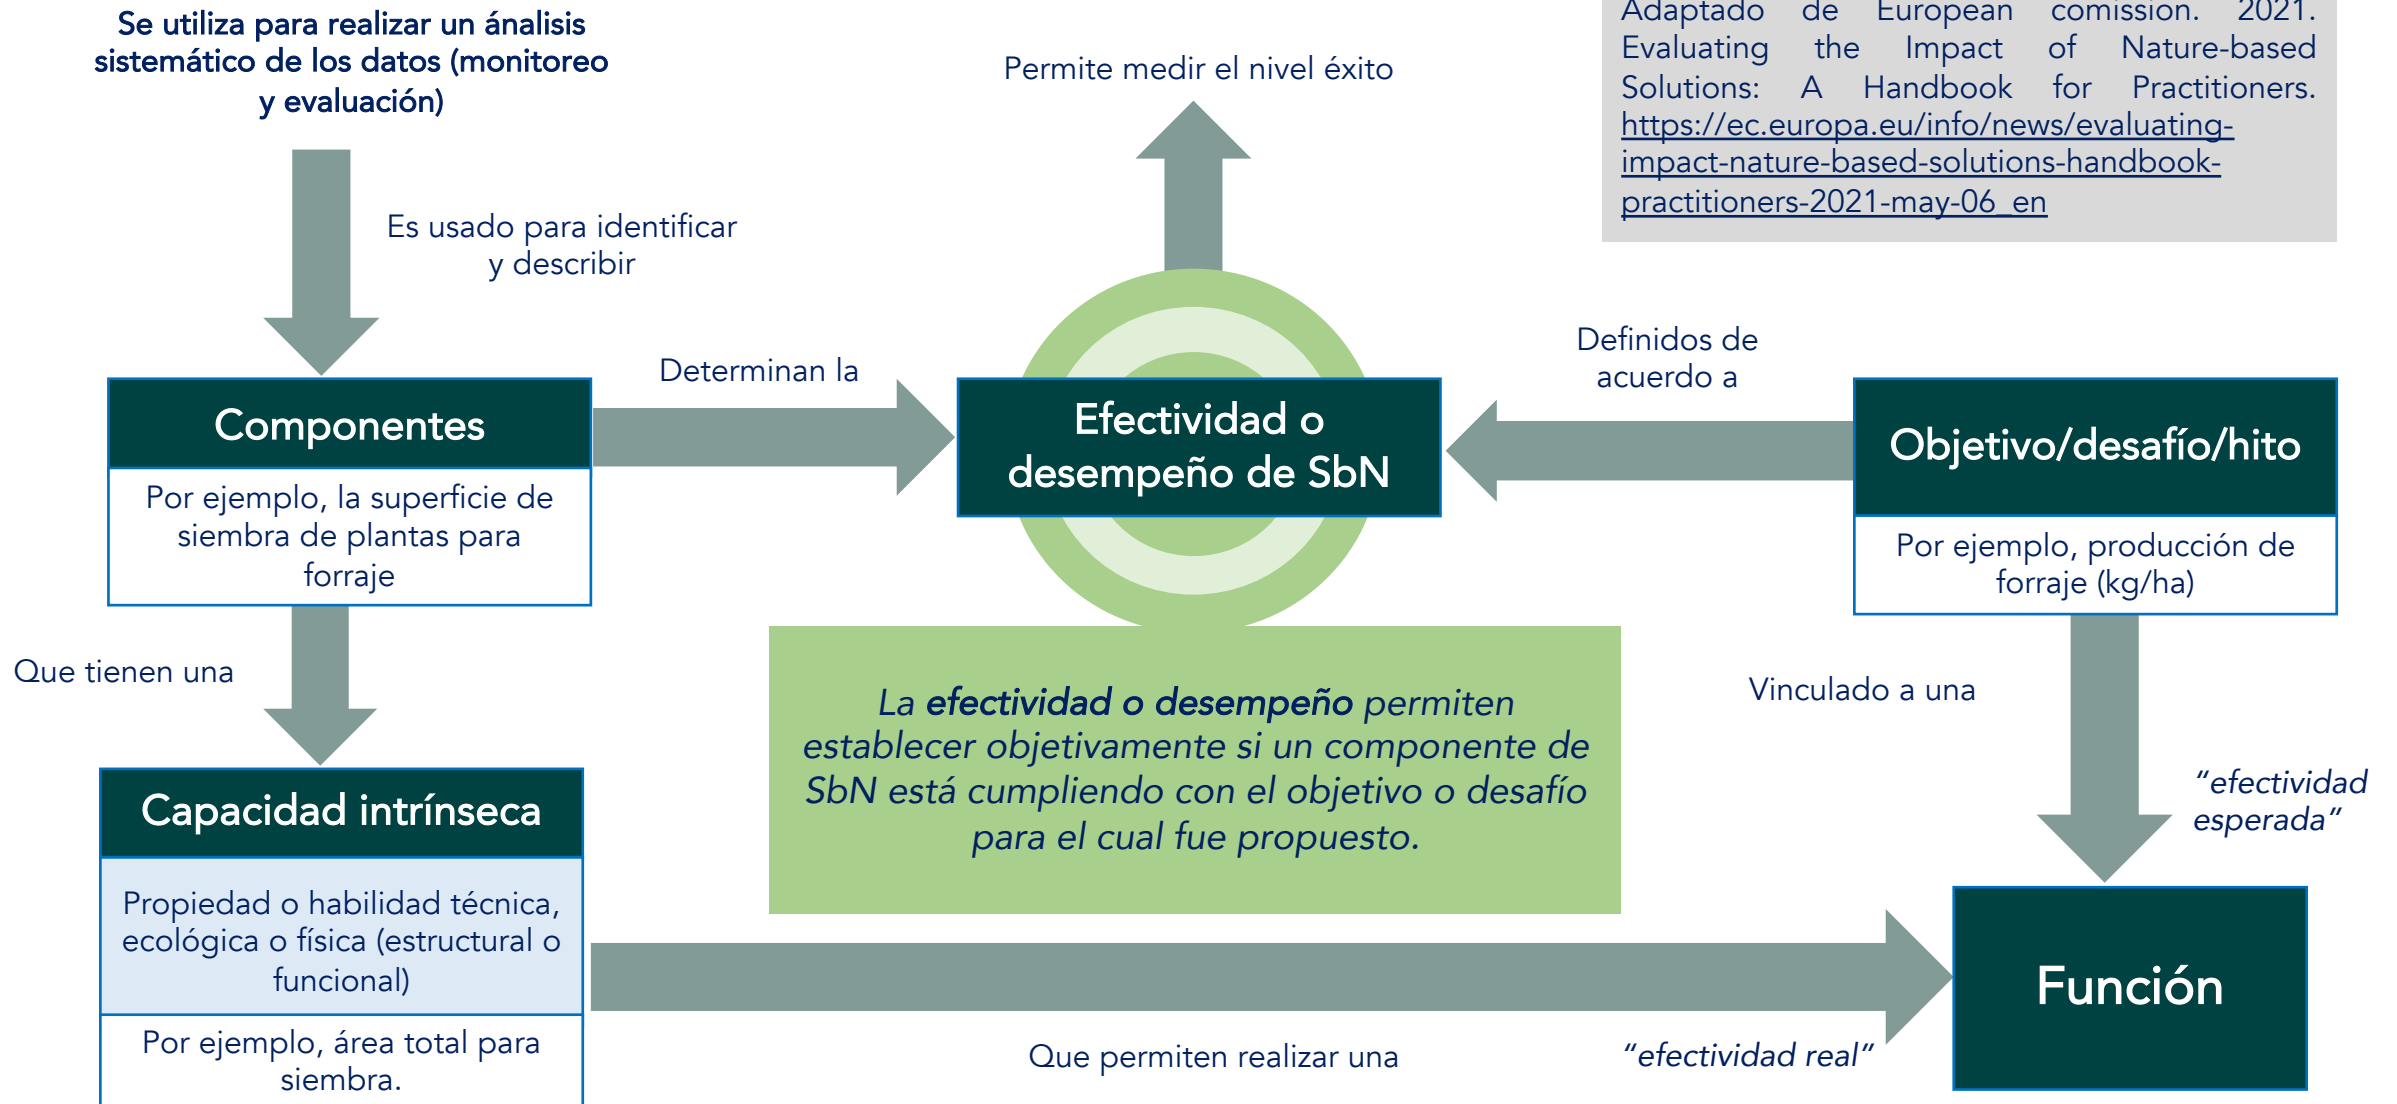 Se utiliza para realizar un ánalisis
sistemático de los datos (monitoreo
y evaluación)
Permite medir el nivel éxito
Adaptado de European comission. 2021.
Evaluating the Impact of Nature-based
Solutions: A Handbook for Practitioners.
https://ec.europa.eu/info/news/evaluating-
impact-nature-based-solutions-handbook-
practitioners-2021-may-06_en
Es usado para identificar
y describir
Determinan la
Definidos de
acuerdo a
Componentes
Por ejemplo, la superficie de
siembra de plantas para
forraje
Efectividad o
desempeño de SbN
Objetivo/desafío/hito
Por ejemplo, producción de
forraje (kg/ha)
Que tienen una
La efectividad o desempeño permiten
establecer objetivamente si un componente de
SbN está cumpliendo con el objetivo o desafío
para el cual fue propuesto.
Vinculado a una
“efectividad
esperada”
Capacidad intrínseca
Propiedad o habilidad técnica,
ecológica o física (estructural o
funcional)
Por ejemplo, área total para
siembra.
Que permiten realizar una
“efectividad real”
Función